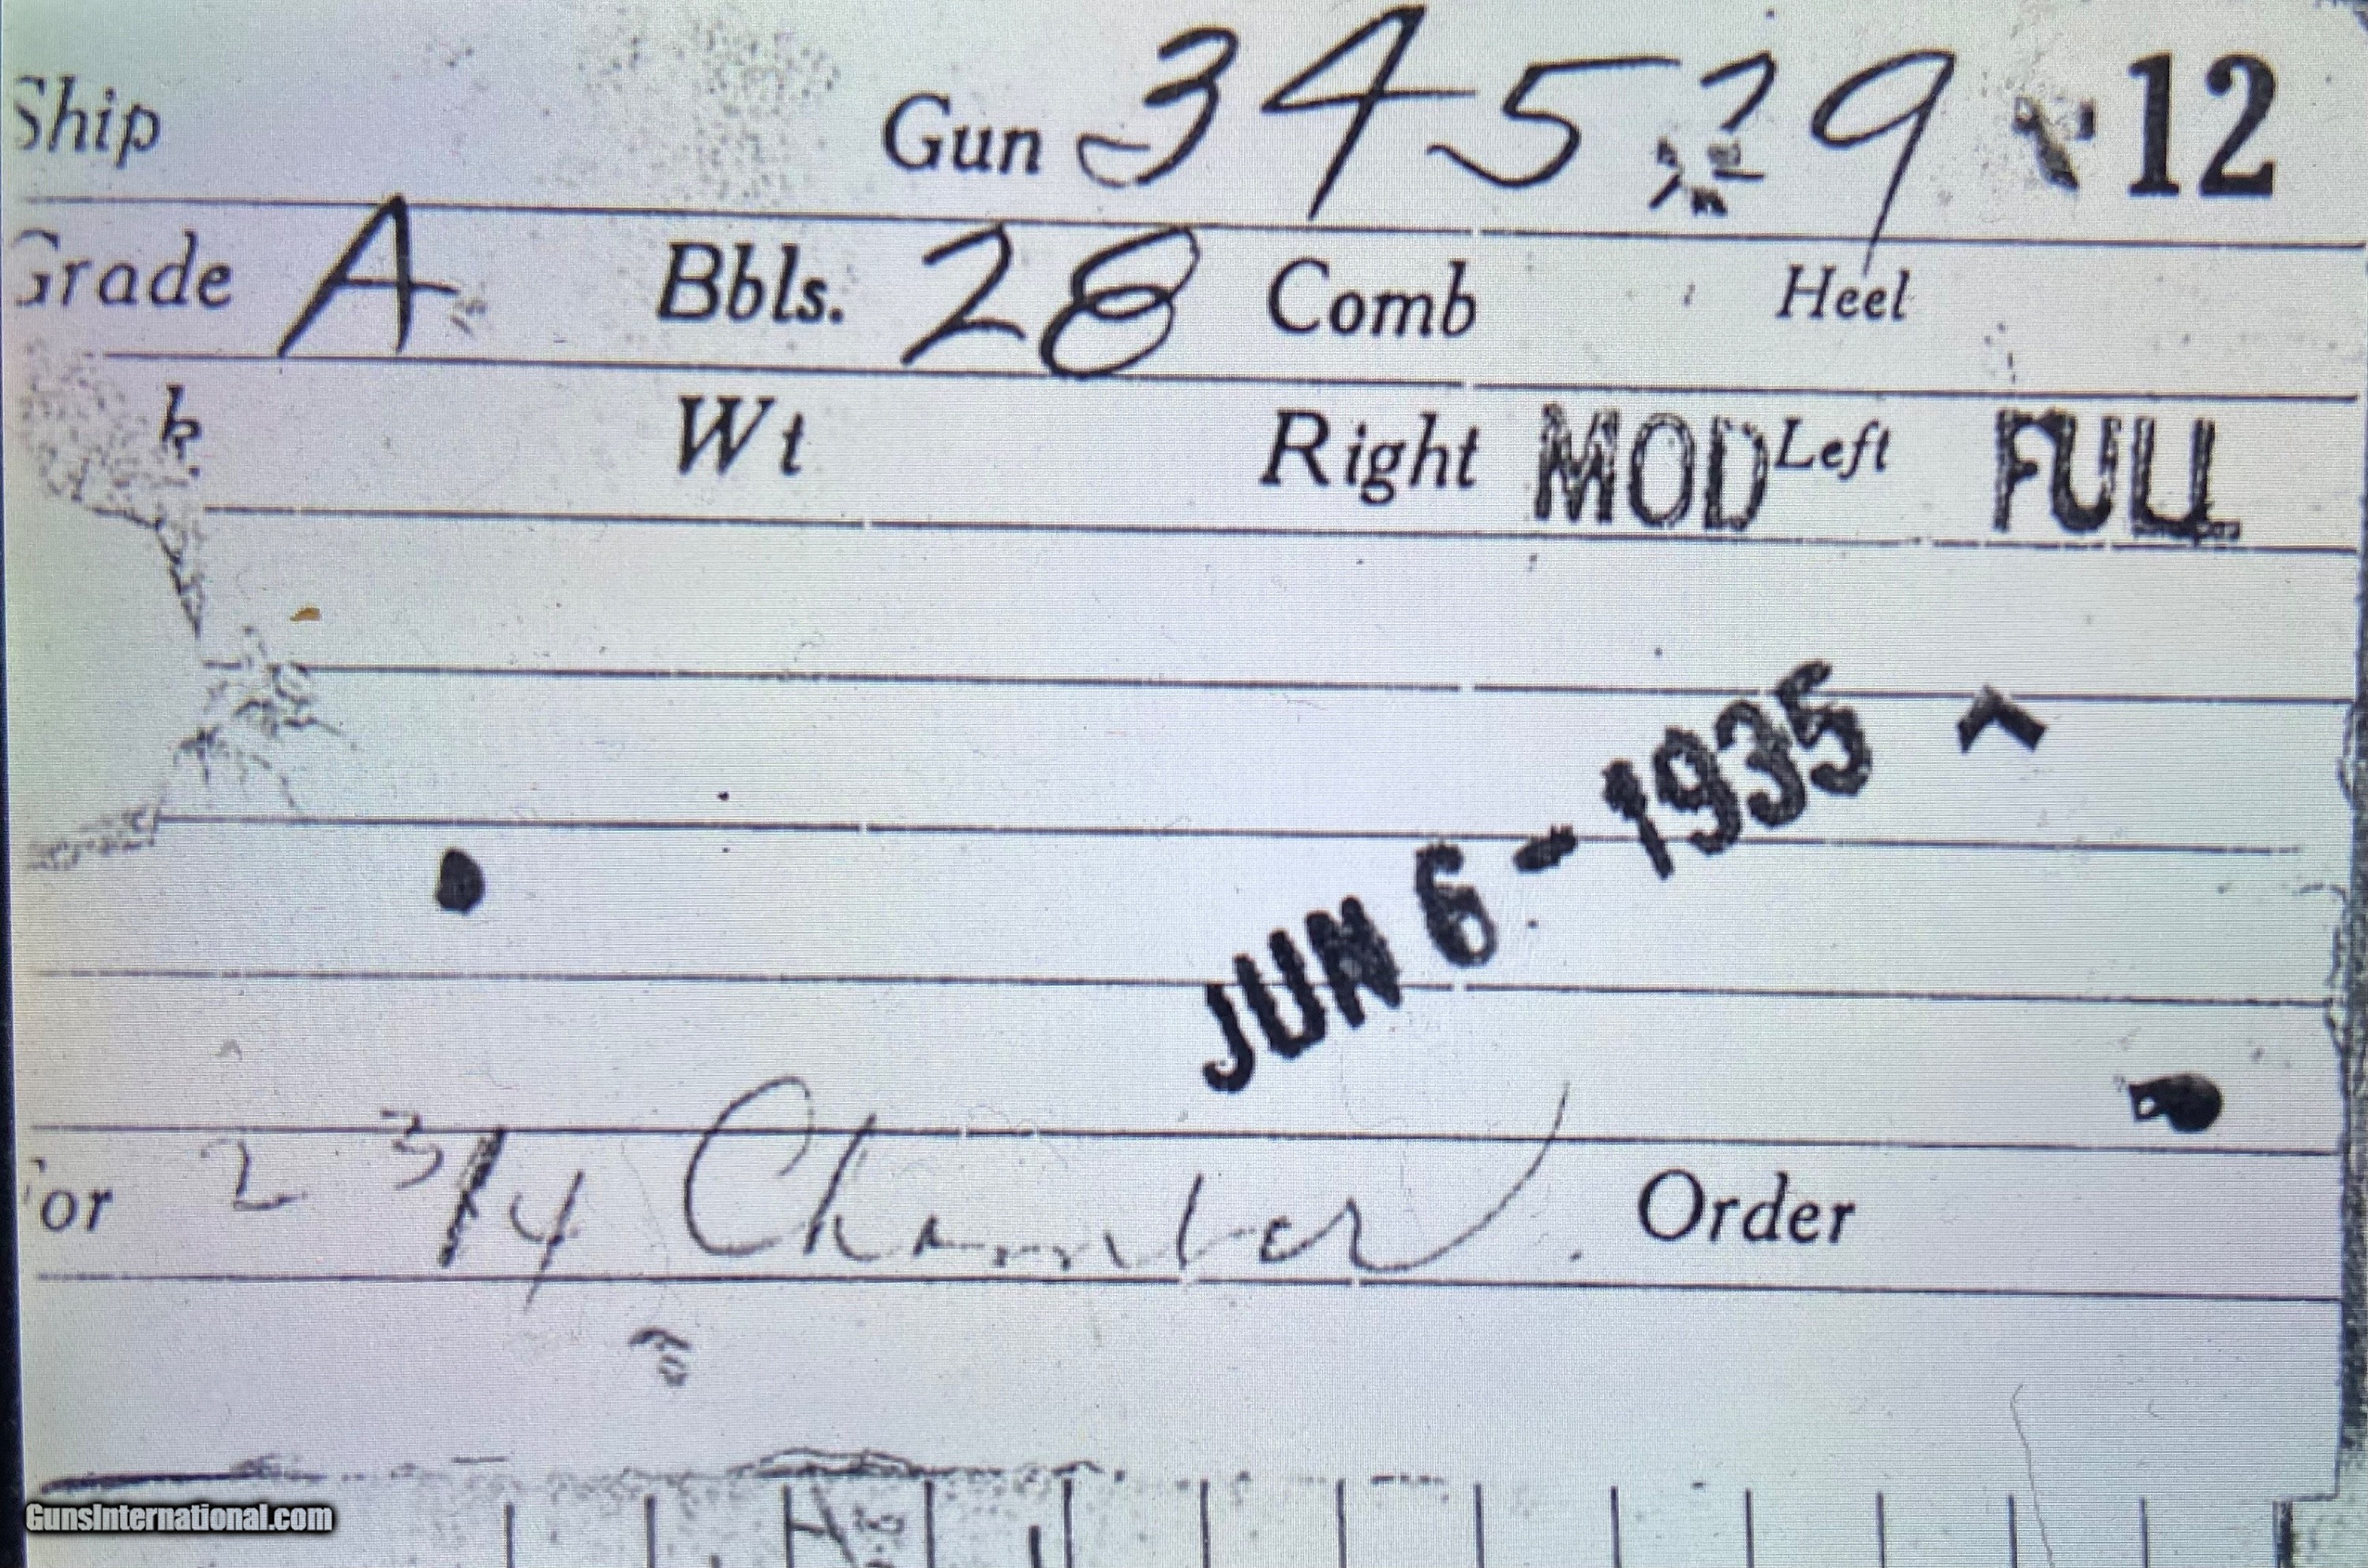 Ship Gun 345?9 12
Grade A Bbls. 28 Comb Heel
k. Wt Right MOD Left FULL
JUN 6 - 1935
or 2 3/4 Chamber. Order
GunsInternational.com